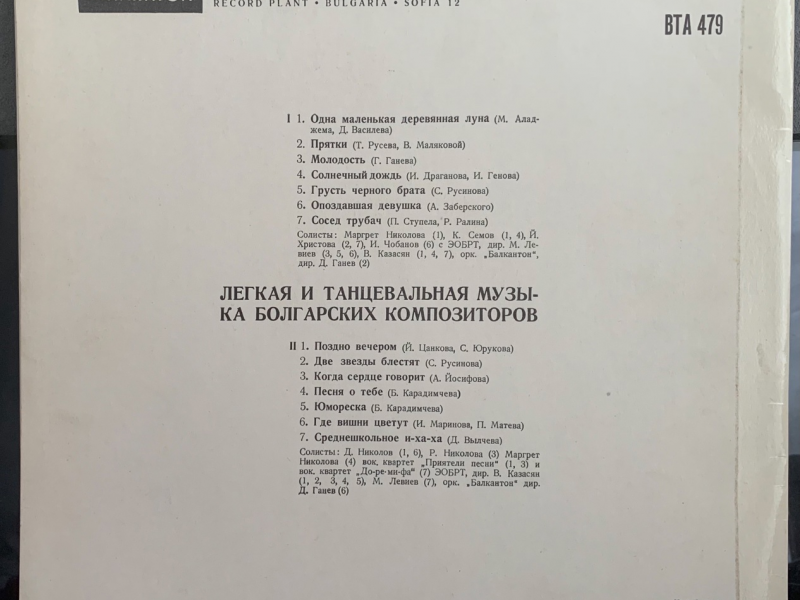 RECORD PLANT • BULGARIA • SOFIA 12
BTA 479
I 1. Одна маленькая деревянная луна (М. Алад-
жема, Д. Василева)
2. Прятки (Т. Русева, В. Маляковой)
3. Молодость (Г. Ганева)
4. Солнечный дождь (И. Драганова, И. Генова)
5. Грусть черного брата (С. Русинова)
6. Опоздавшая девушка (А. Заберского)
7. Сосед трубач (П. Ступела, Р. Ралина)
Солисты: Маргрет Николова (1), К. Семов (1, 4), Й.
Христова (2, 7), И. Чобанов (6) с ЭОБРТ, дир. М. Ле-
виев (3, 5, 6), В. Казасян (1, 4, 7), орк. „Балкантон“,
дир. Д. Ганев (2)
ЛЕГКАЯ И ТАНЦЕВАЛЬНАЯ МУЗЫ-
КА БОЛГАРСКИХ КОМПОЗИТОРОВ
II 1. Поздно вечером (Й. Цанкова, С. Юрукова)
2. Две звезды блестят (С. Русинова)
3. Когда сердце говорит (А. Йосифова)
4. Песня о тебе (Б. Карадимчева)
5. Юмореска (Б. Карадимчева)
6. Где вишни цветут (И. Маринова, П. Матева)
7. Среднешкольное и-ха-ха (Д. Вылчева)
Солисты: Д. Николов (1, 6), Р. Николова (3) Маргрет
Николова (4) вок. квартет „Приятели песни“ (1, 3) и
вок. квартет „До-ре-ми-фа“ (7) ЭОБРТ, дир. В. Казасян
(1, 2, 3, 4, 5), М. Левиев (7), орк. „Балкантон“ дир.
Д. Ганев (6)